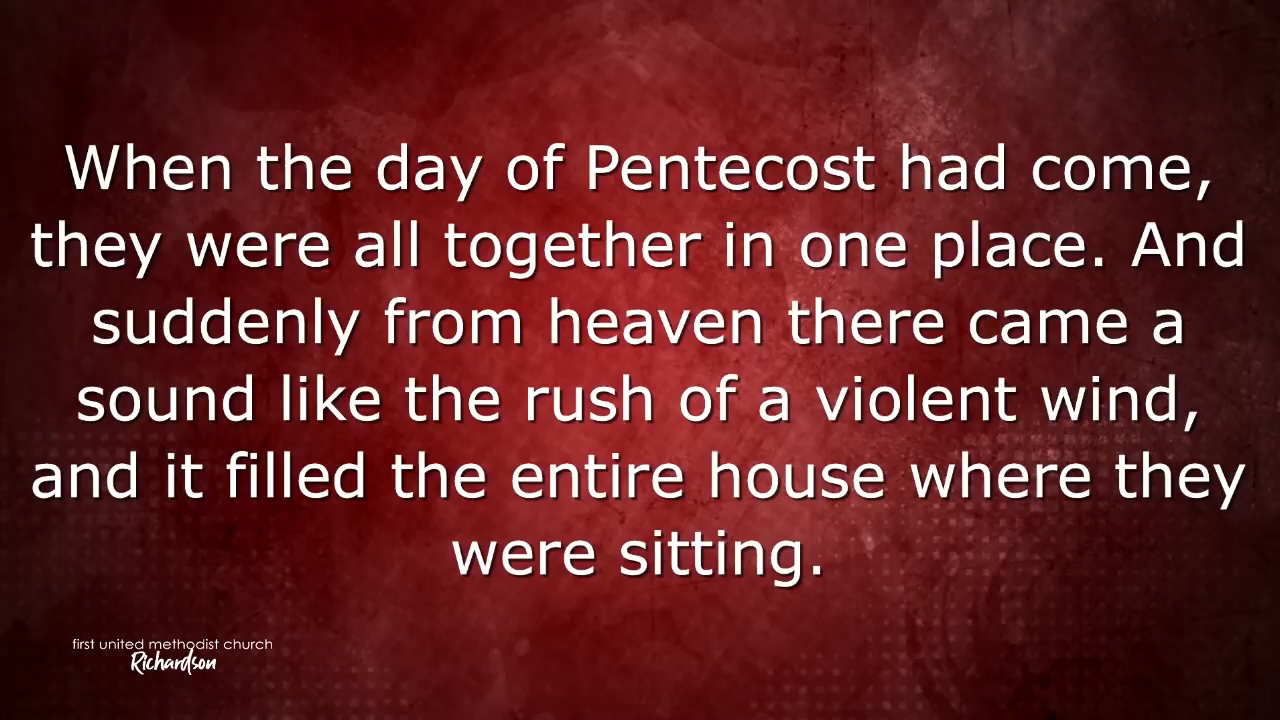 When the day of Pentecost had come,
they were all together in one place. And
suddenly from heaven there came a
sound like the rush of a violent wind,
and it filled the entire house where they
were sitting.
first united methodist church
Richardson